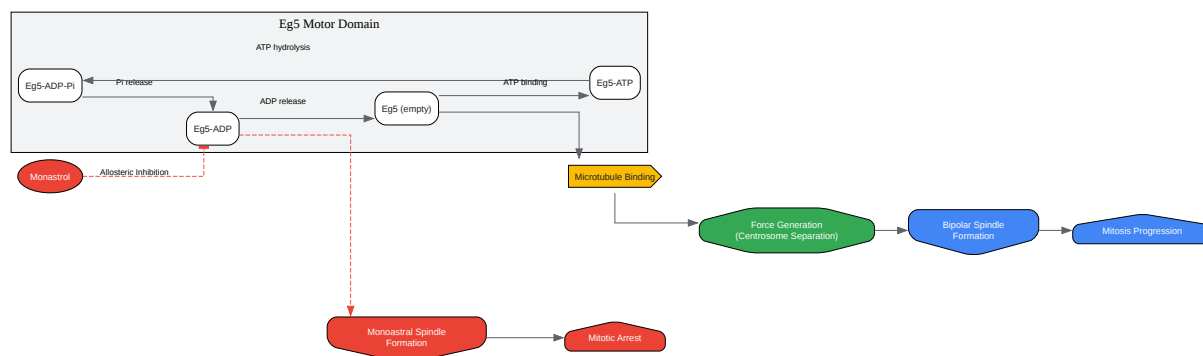 Eg5 Motor Domain
ATP hydrolysis
Eg5-ADP-Pi
Pi release
ATP binding
Eg5-ATP
ADP release
Eg5 (empty)
Eg5-ADP
Monastrol
Allosteric Inhibition
Microtubule Binding
Force Generation
(Centrosome Separation)
Bipolar Spindle
Formation
Mitosis Progression
Monoastral Spindle
Formation
Mitotic Arrest